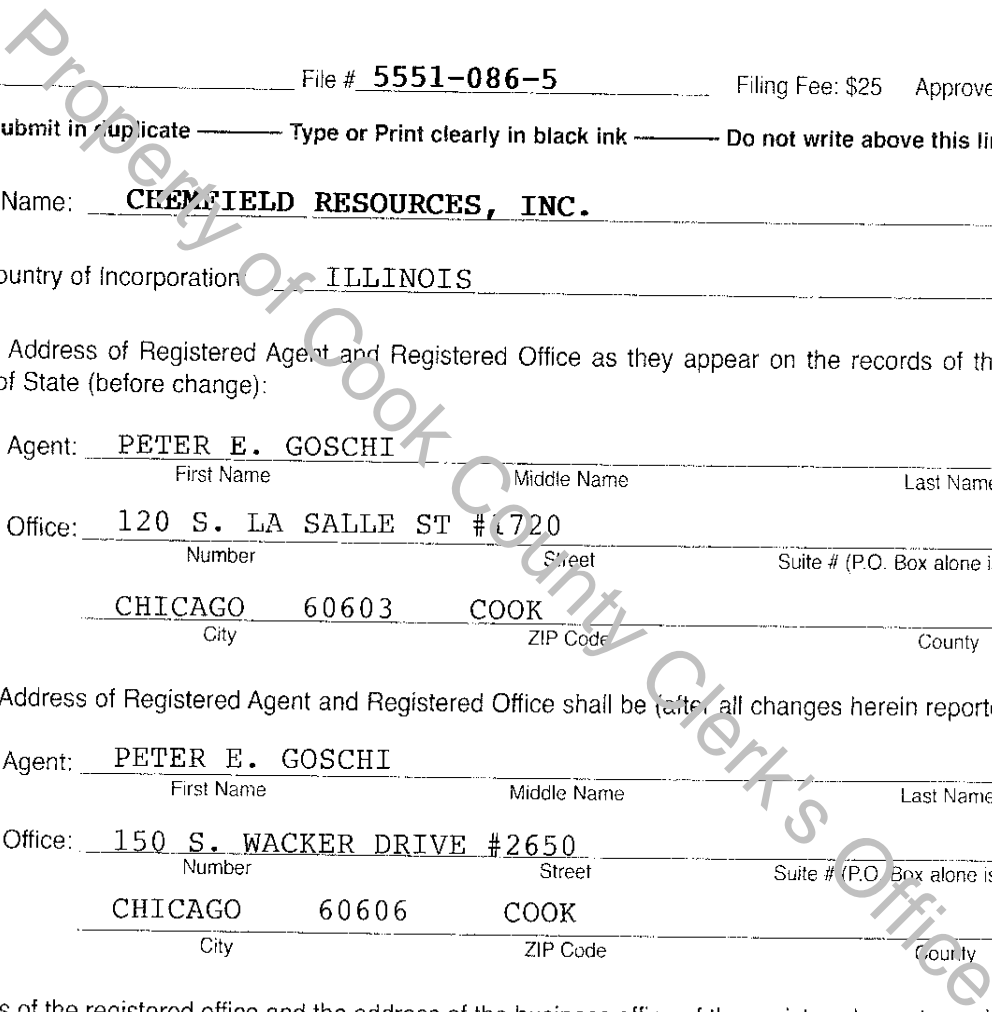 File # 5551-086-5 Filing Fee: $25 Approve
ubmit in duplicate ——— Type or Print clearly in black ink ——— Do not write above this li
Name: CHEMFIELD RESOURCES, INC.
ountry of Incorporation ILLINOIS
Address of Registered Agent and Registered Office as they appear on the records of th
of State (before change):
Agent: PETER E. GOSCHI
First Name Middle Name Last Name
Office: 120 S. LA SALLE ST #1720
Number Street Suite # (P.O. Box alone i
CHICAGO 60603 COOK
City ZIP Code County
Address of Registered Agent and Registered Office shall be (after all changes herein reporte
Agent: PETER E. GOSCHI
First Name Middle Name Last Name
Office: 150 S. WACKER DRIVE #2650
Number Street Suite # (P.O. Box alone is
CHICAGO 60606 COOK
City ZIP Code County
s of the registered office and the address of the business office of the
Property of Cook County Clerk's Office